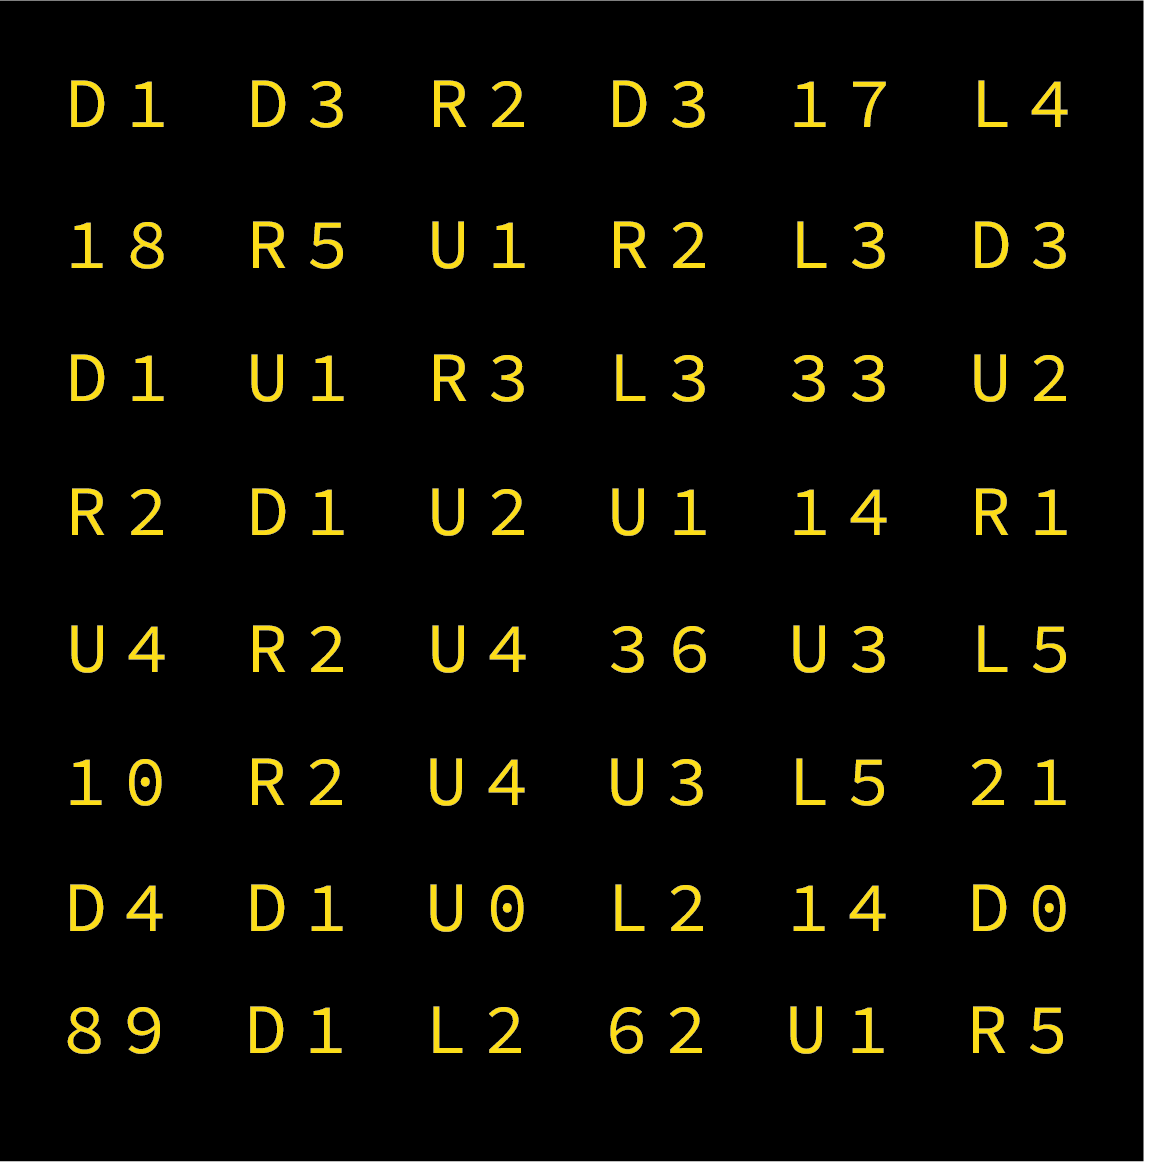 D1 D3 R2 D3 17 L4
18 R5 U1 R2 L3 D3
D1 U1 R3 L3 33 U2
R2 D1 U2 U1 14 R1
U4 R2 U4 36 U3 L5
10 R2 U4 U3 L5 21
D4 D1 U0 L2 14 D0
89 D1 L2 62 U1 R5